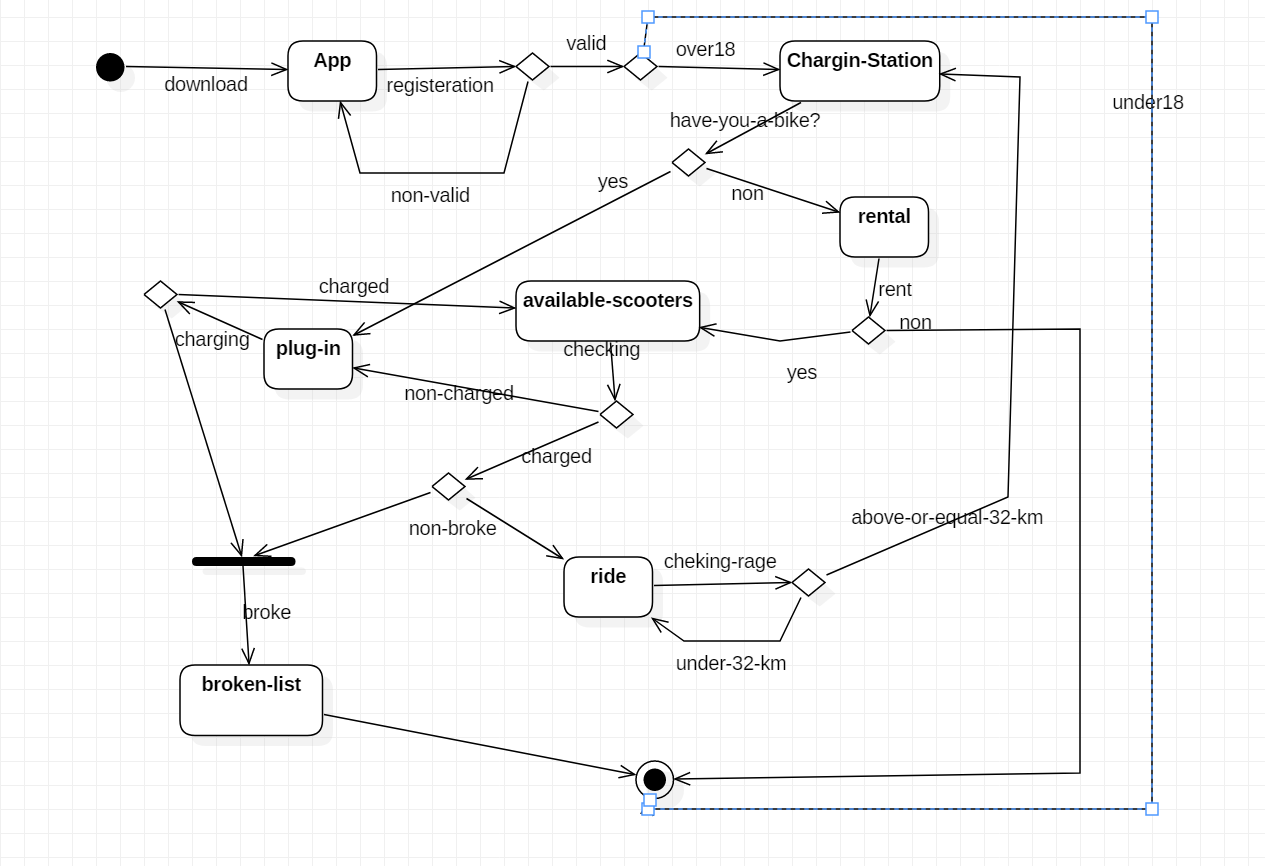 valid
over18
App
Chargin-Station
download
registeration
under18
have-you-a-bike?
non-valid
yes
non
rental
charged
available-scooters
rent
non
charging
plug-in
checking
yes
non-charged
charged
non-broke
above-or-equal-32-km
cheking-rage
ride
broke
under-32-km
broken-list